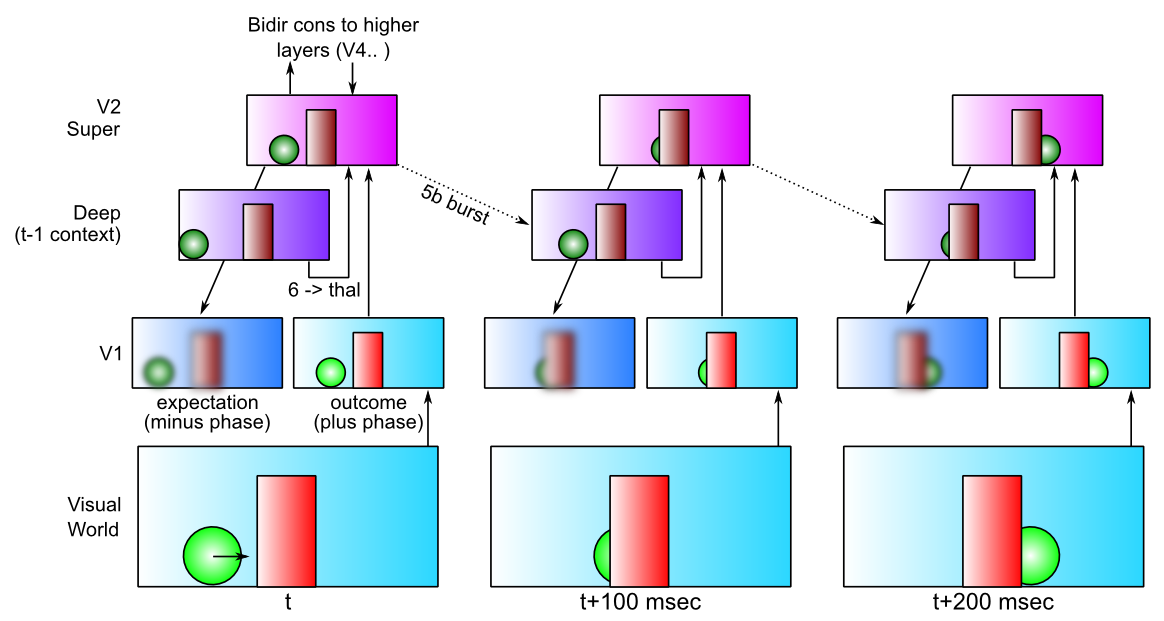 Bidir cons to higher
layers (V4.. )
V2
Super
5b burst
Deep
(t-1 context)
6 -> thal
V1
expectation
(minus phase)
outcome
(plus phase)
Visual
World
t
t+100 msec
t+200 msec